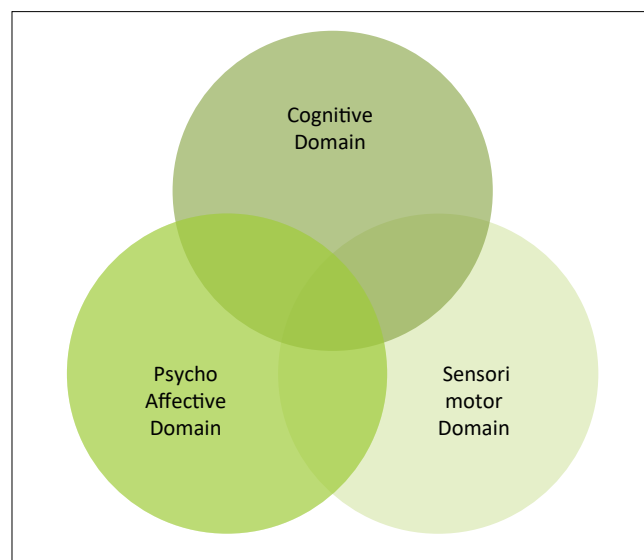 Cognitive
Domain
Psycho
Affective
Domain
Sensori
motor
Domain